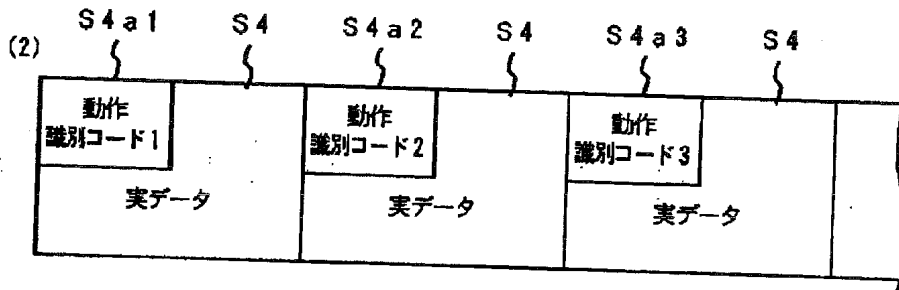 (2)
S4a1 S4 S4a2 S4 S4a3 S4
動作
識別コード1
実データ
動作
識別コード2
実データ
動作
識別コード3
実データ